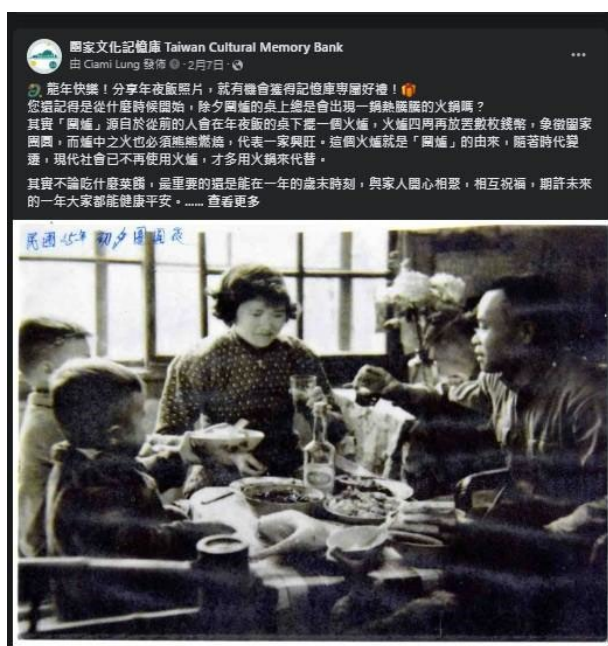 國家文化記憶庫 Taiwan Cultural Memory Bank
由 Ciami Lung 發佈 · 2月7日 ·
🐉 龍年快樂！分享年夜飯照片，就有機會獲得記憶庫專屬好禮！🎁
您還記得是從什麼時候開始，除夕圍爐的桌上總是會出現一鍋熱騰騰的火鍋嗎？
其實「圍爐」源自於從前的人會在年夜飯的桌下擺一個火爐，火爐四周再放置數枚錢幣，象徵闔家
團圓，而爐中之火也必須熊熊燃燒，代表一家興旺。這個火爐就是「圍爐」的由來，隨著時代變
遷，現代社會已不再使用火爐，才多用火鍋來代替。
其實不論吃什麼菜餚，最重要的還是能在一年的歲末時刻，與家人開心相聚，相互祝福，期許未來
的一年大家都能健康平安。...... 查看更多
民國45年 初夕團圓夜